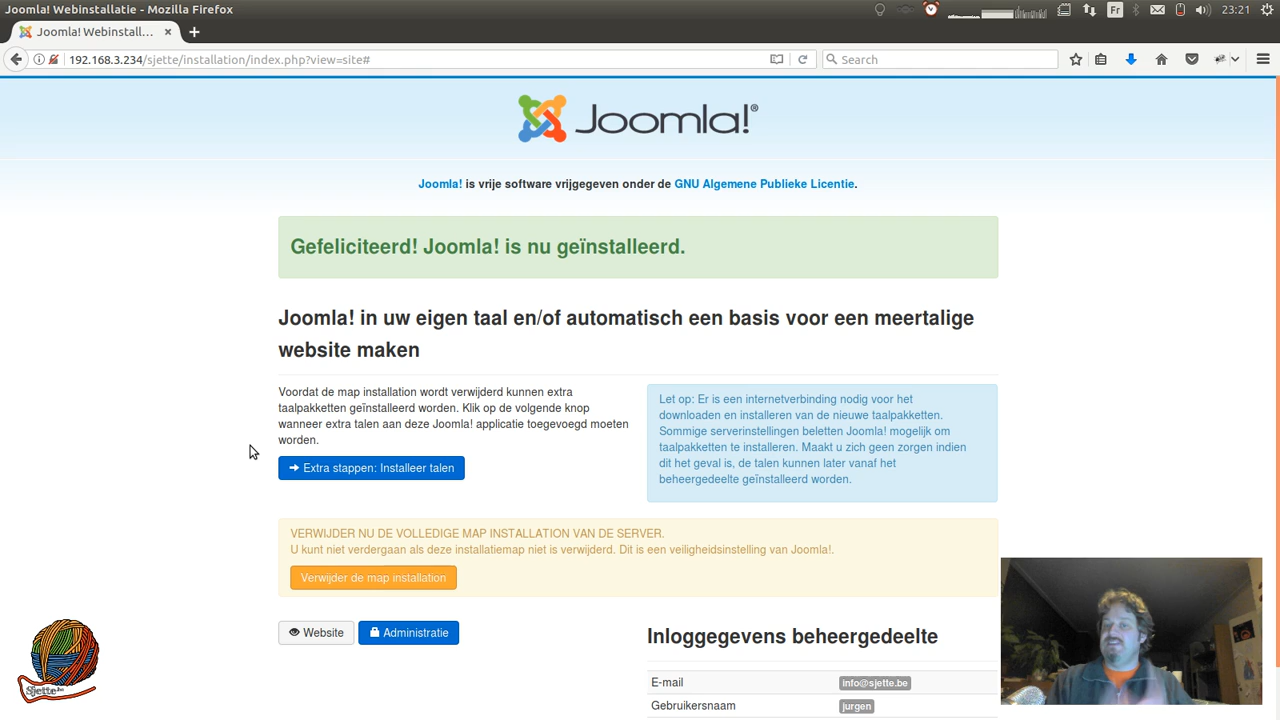 Joomla! Webinstallatie - Mozilla Firefox
Fr
23:21
Joomla! Webinstall...
192.168.3.234/sjette/installation/index.php?view=site#
Search
Joomla!®
Joomla! is vrije software vrijgegeven onder de GNU Algemene Publieke Licentie.
Gefeliciteerd! Joomla! is nu geïnstalleerd.
Joomla! in uw eigen taal en/of automatisch een basis voor een meertalige
website maken
Voordat de map installation wordt verwijderd kunnen extra
taalpakketten geïnstalleerd worden. Klik op de volgende knop
wanneer extra talen aan deze Joomla! applicatie toegevoegd moeten
worden.
Extra stappen: Installeer talen
Let op: Er is een internetverbinding nodig voor het
downloaden en installeren van de nieuwe taalpakketten.
Sommige serverinstellingen beletten Joomla! mogelijk om
taalpakketten te installeren. Maakt u zich geen zorgen indien
dit het geval is, de talen kunnen later vanaf het
beheergedeelte geïnstalleerd worden.
VERWIJDER NU DE VOLLEDIGE MAP INSTALLATION VAN DE SERVER.
U kunt niet verdergaan als deze installatiemap niet is verwijderd. Dit is een veiligheidsinstelling van Joomla!.
Verwijder de map installation
Website
Administratie
Inloggegevens beheergedeelte
E-mail
info@sjette.be
Gebruikersnaam
jurgen
Sjette.be